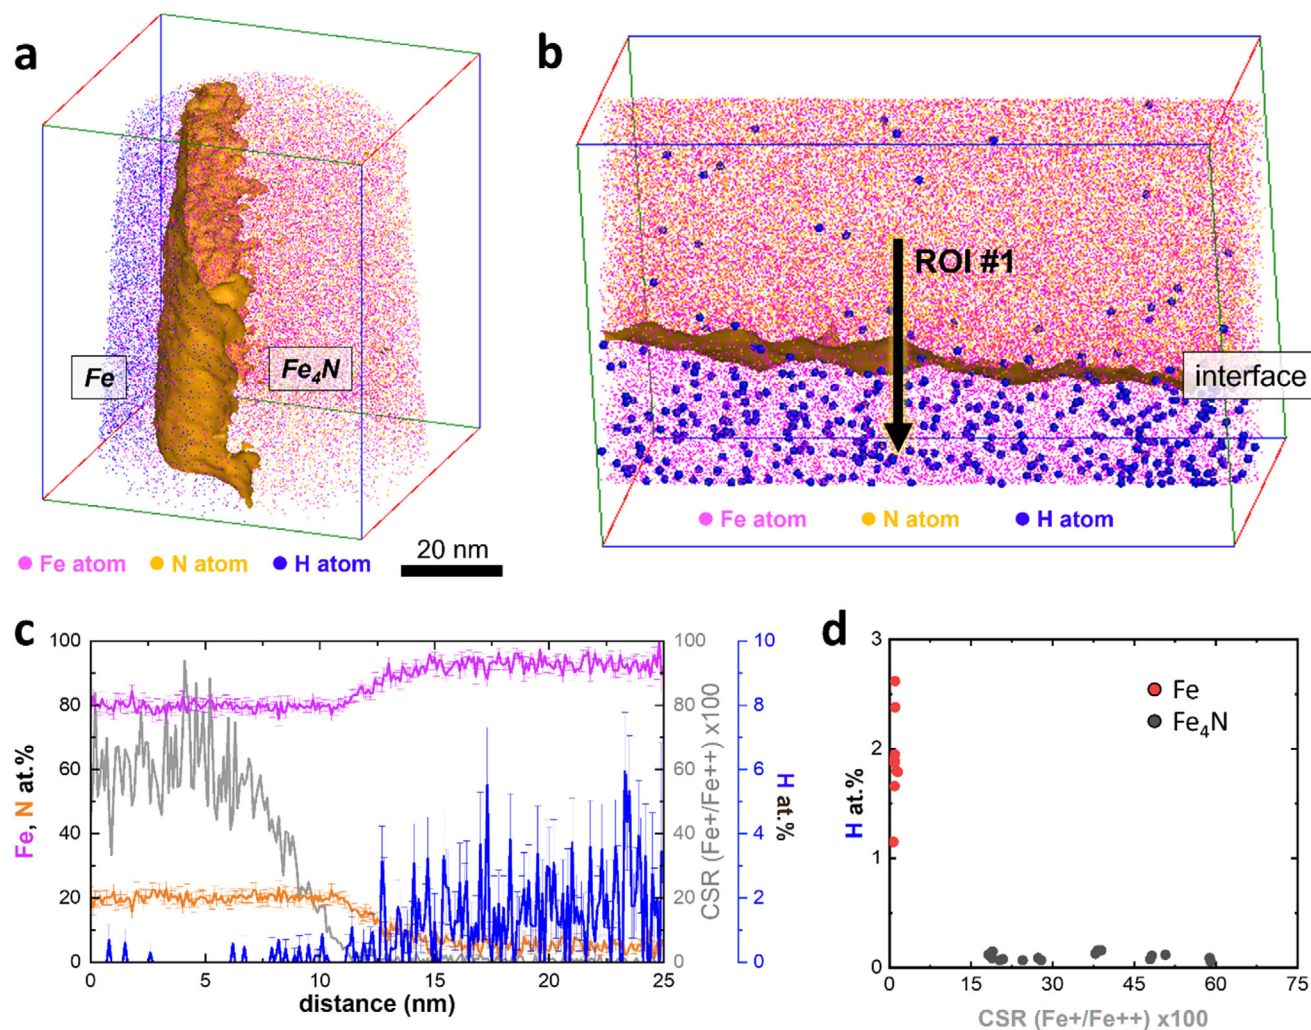 a
Fe
Fe₄N
Fe atom N atom H atom
20 nm
b
ROI #1
interface
Fe atom N atom H atom
c
100
80
60
40
20
0
Fe, N at.%
0 5 10 15 20 25
distance (nm)
100
80
60
40
20
0
CSR (Fe+/Fe++) x100
10
8
6
4
2
0
H at.%
d
3
2
1
0
H at.%
Fe
Fe₄N
0 15 30 45 60 75
CSR (Fe+/Fe++) x100